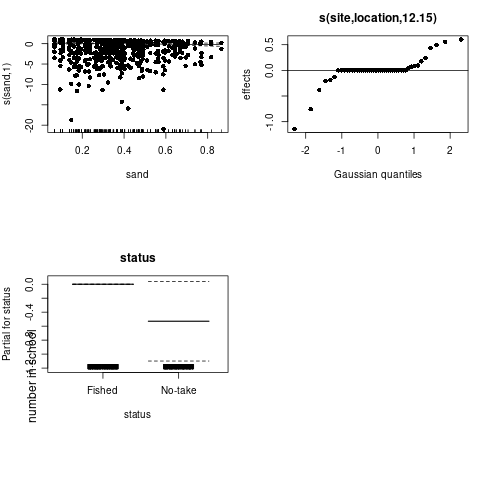 s(site,location,12.15)
s(sand,1)
0
-5
-10
-20
0.2 0.4 0.6 0.8
sand
effects
0.5
0.0
-1.0
-2 -1 0 1 2
Gaussian quantiles
status
Partial for status
number in school
0.0
-0.4
Fished No-take
status